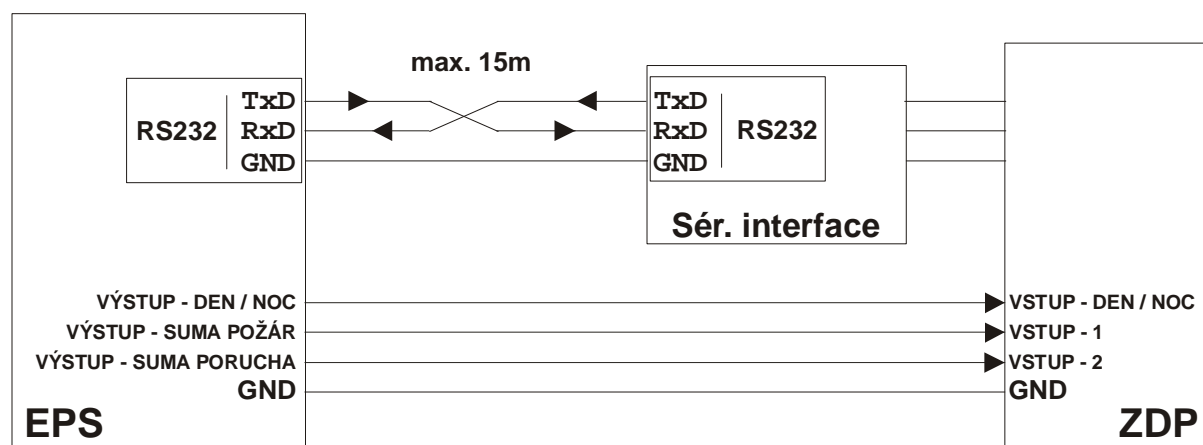 max. 15m
RS232 TxD RxD GND
TxD RxD GND RS232
Sér. interface
VÝSTUP - DEN / NOC VSTUP - DEN / NOC
VÝSTUP - SUMA POŽÁR VSTUP - 1
VÝSTUP - SUMA PORUCHA VSTUP - 2
GND GND
EPS ZDP